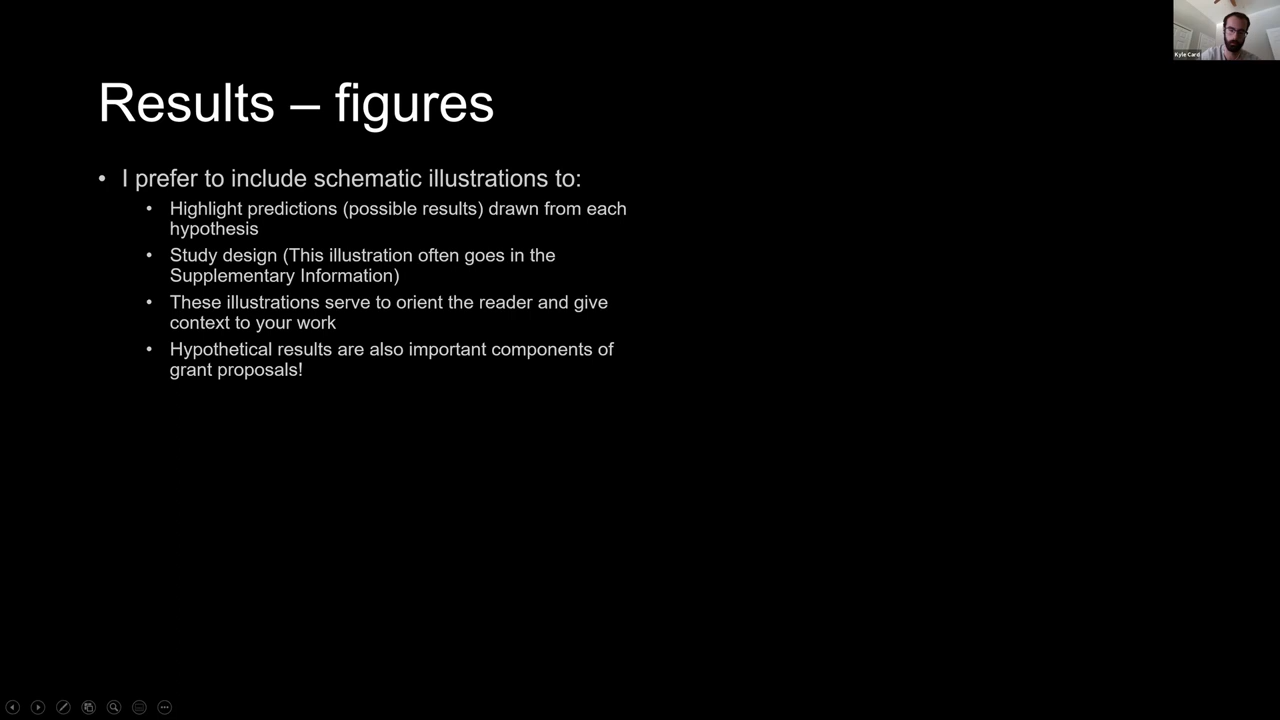 Kyle Card
Results – figures
• I prefer to include schematic illustrations to:
• Highlight predictions (possible results) drawn from each
hypothesis
• Study design (This illustration often goes in the
Supplementary Information)
• These illustrations serve to orient the reader and give
context to your work
• Hypothetical results are also important components of
grant proposals!